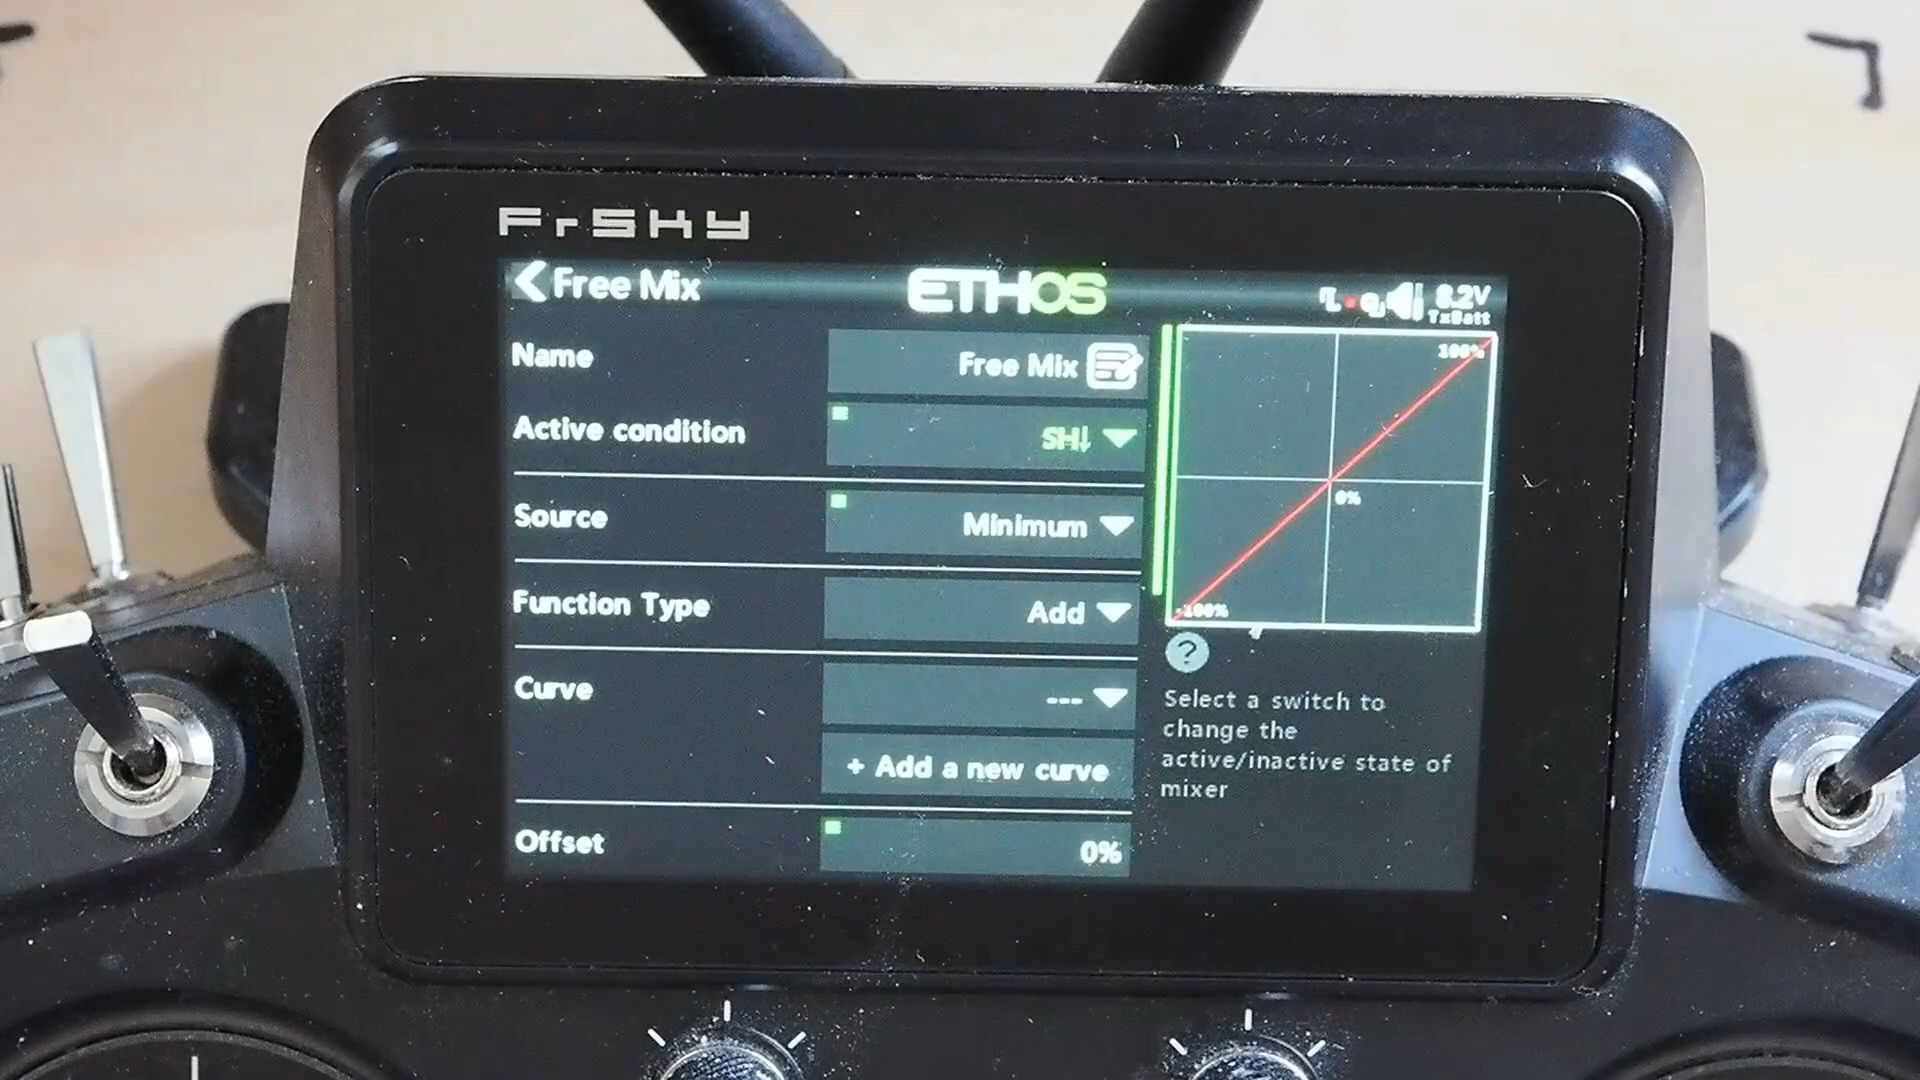 FrSKY
Free Mix
ETHOS
8.2V
TxBatt
Name
Free Mix
Active condition
SH↓
Source
Minimum
Function Type
Add
Curve
---
+ Add a new curve
Offset
0%
100%
0%
-100%
?
Select a switch to
change the
active/inactive state of
mixer